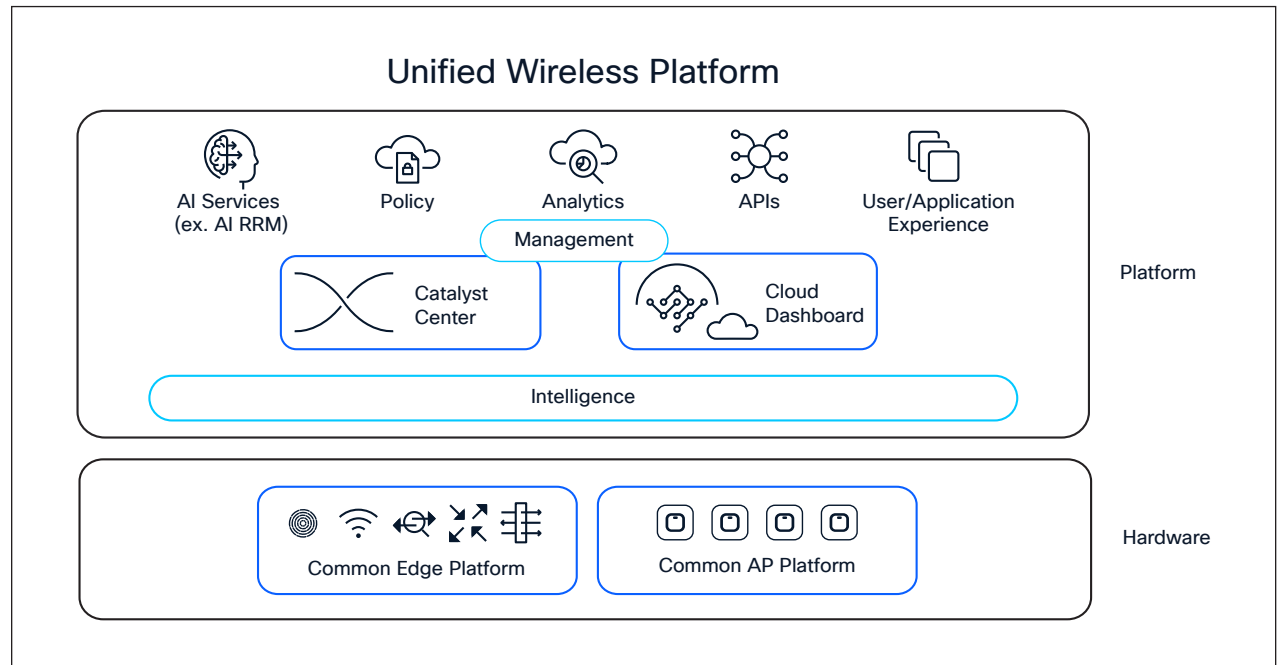 Unified Wireless Platform
AI Services
(ex. AI RRM)
Policy
Analytics
APIs
User/Application
Experience
Management
Catalyst
Center
Cloud
Dashboard
Platform
Intelligence
Common Edge Platform
Common AP Platform
Hardware